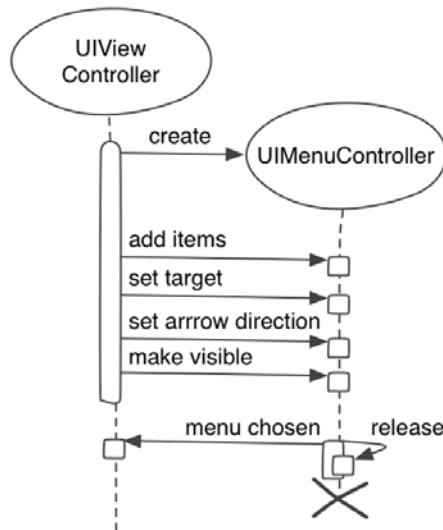 UIView
Controller
create
UIMenuController
add items
set target
set arrrow direction
make visible
menu chosen
release